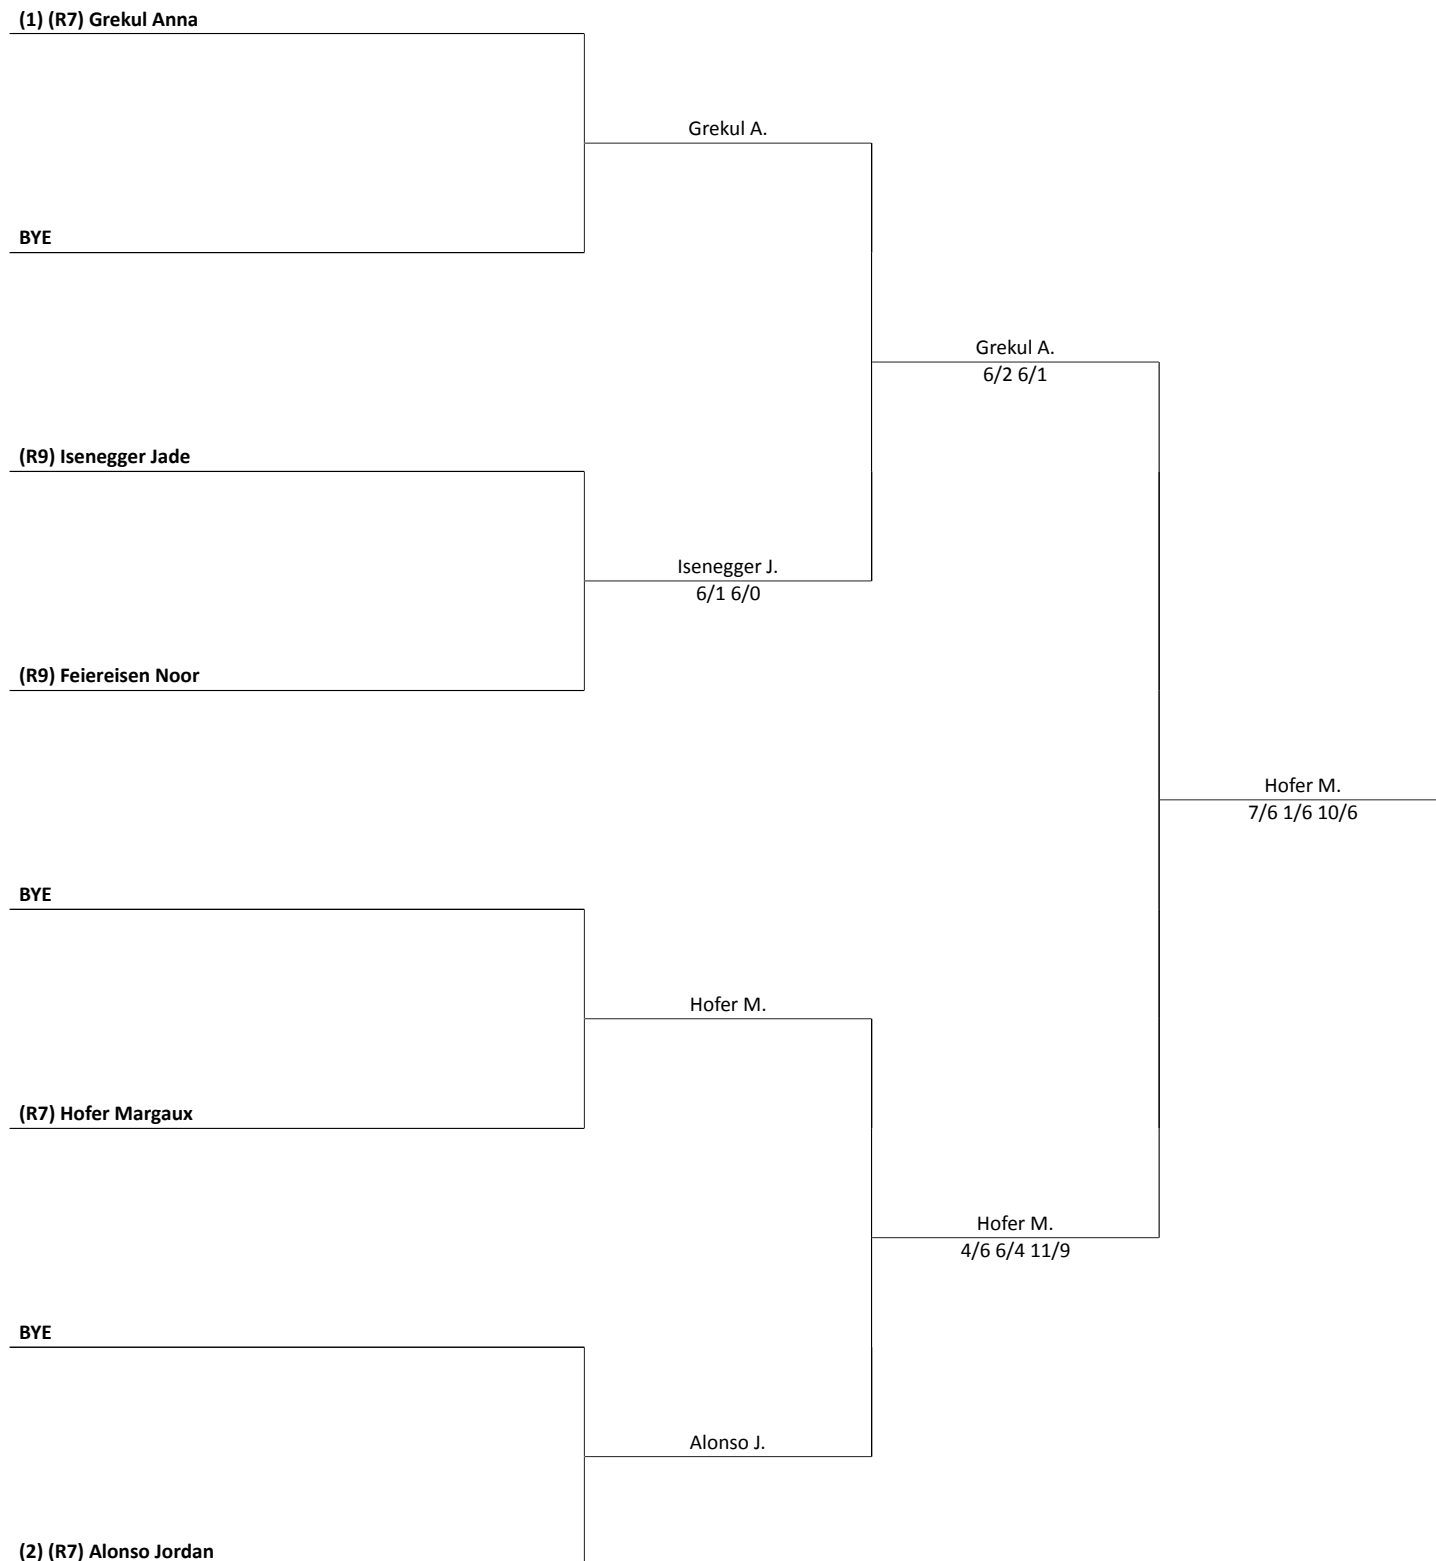 (1) (R7) Grekul Anna
Grekul A.
BYE
Grekul A.
6/2 6/1
(R9) Isenegger Jade
Isenegger J.
6/1 6/0
(R9) Feiereisen Noor
Hofer M.
7/6 1/6 10/6
BYE
Hofer M.
(R7) Hofer Margaux
Hofer M.
4/6 6/4 11/9
BYE
Alonso J.
(2) (R7) Alonso Jordan